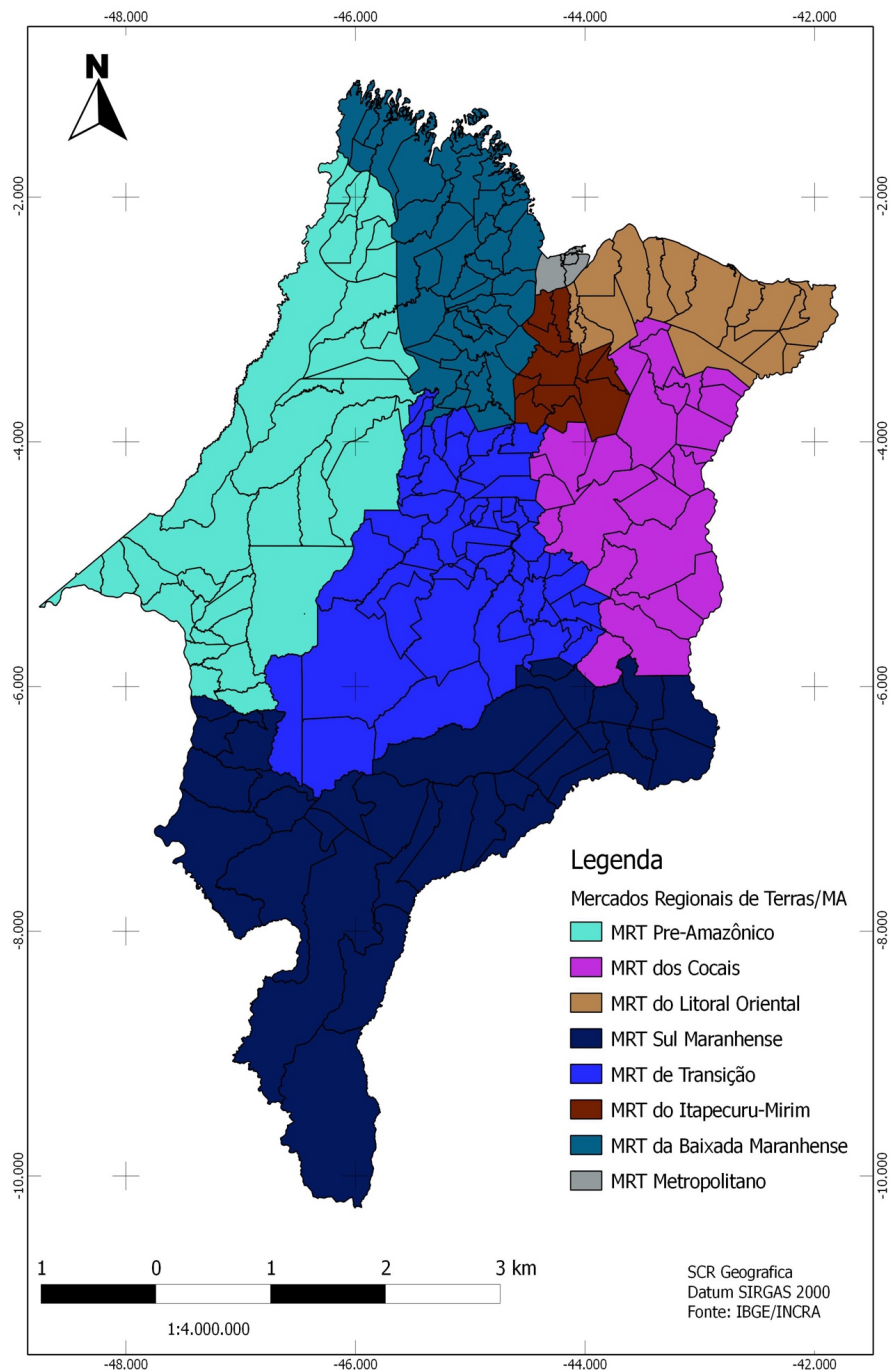 -48.000 -46.000 -44.000 -42.000
N
-2.000 -2.000
-4.000 -4.000
-6.000 -6.000
Legenda
Mercados Regionais de Terras/MA
MRT Pre-Amazônico
-8.000 -8.000
MRT dos Cocais
MRT do Litoral Oriental
MRT Sul Maranhense
MRT de Transição
MRT do Itapecuru-Mirim
MRT da Baixada Maranhense
MRT Metropolitano
-10.000 -10.000
1 0 1 2 3 km
1:4.000.000
SCR Geografica
Datum SIRGAS 2000
Fonte: IBGE/INCRA
-48.000 -46.000 -44.000 -42.000